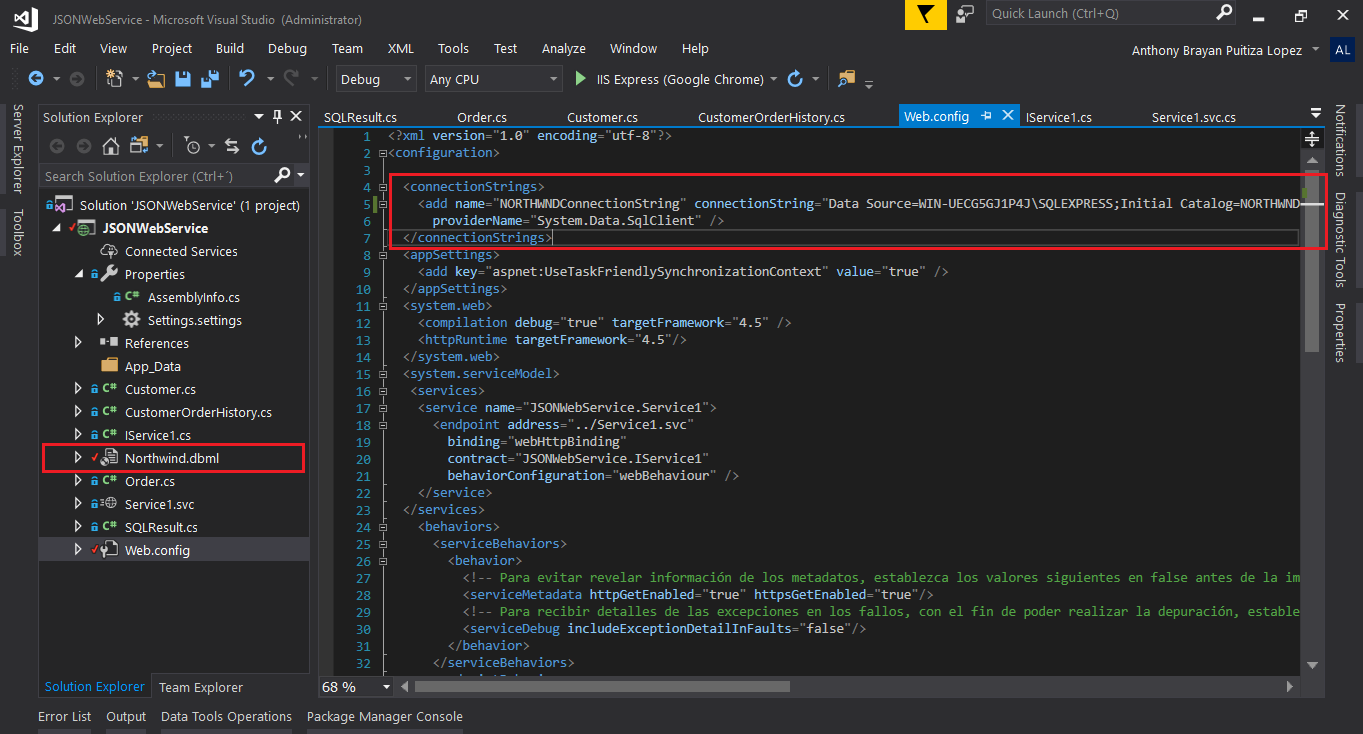 JSONWebService - Microsoft Visual Studio (Administrator)
Quick Launch (Ctrl+Q)
File Edit View Project Build Debug Team XML Tools Test Analyze Window Help
Anthony Brayan Puitiza Lopez
AL
Debug
Any CPU
IIS Express (Google Chrome)
Server Explorer
Toolbox
Solution Explorer
Search Solution Explorer (Ctrl+´)
Solution 'JSONWebService' (1 project)
JSONWebService
Connected Services
Properties
C# AssemblyInfo.cs
Settings.settings
References
App_Data
C# Customer.cs
C# CustomerOrderHistory.cs
C# IService1.cs
Northwind.dbml
C# Order.cs
Service1.svc
C# SQLResult.cs
Web.config
Solution Explorer
Team Explorer
SQLResult.cs Order.cs Customer.cs CustomerOrderHistory.cs Web.config IService1.cs Service1.svc.cs
1 <?xml version="1.0" encoding="utf-8"?>
2 <configuration>
3
4 <connectionStrings>
5 <add name="NORTHWNDConnectionString" connectionString="Data Source=WIN-UECG5GJ1P4J\SQLEXPRESS;Initial Catalog=NORTHWND
6 providerName="System.Data.SqlClient" />
7 </connectionStrings>
8 <appSettings>
9 <add key="aspnet:UseTaskFriendlySynchronizationContext" value="true" />
10 </appSettings>
11 <system.web>
12 <compilation debug="true" targetFramework="4.5" />
13 <httpRuntime targetFramework="4.5"/>
14 </system.web>
15 <system.serviceModel>
16 <services>
17 <service name="JSONWebService.Service1">
18 <endpoint address="../Service1.svc"
19 binding="webHttpBinding"
20 contract="JSONWebService.IService1"
21 behaviorConfiguration="webBehaviour" />
22 </service>
23 </services>
24 <behaviors>
25 <serviceBehaviors>
26 <behavior>
27 <!-- Para evitar revelar información de los metadatos, establezca los valores siguientes en false antes de la im
28 <serviceMetadata httpGetEnabled="true" httpsGetEnabled="true"/>
29 <!-- Para recibir detalles de las excepciones en los fallos, con el fin de poder realizar la depuración, estable
30 <serviceDebug includeExceptionDetailInFaults="false"/>
31 </behavior>
32 </serviceBehaviors>
68 %
Notifications
Diagnostic Tools
Properties
Error List Output Data Tools Operations Package Manager Console